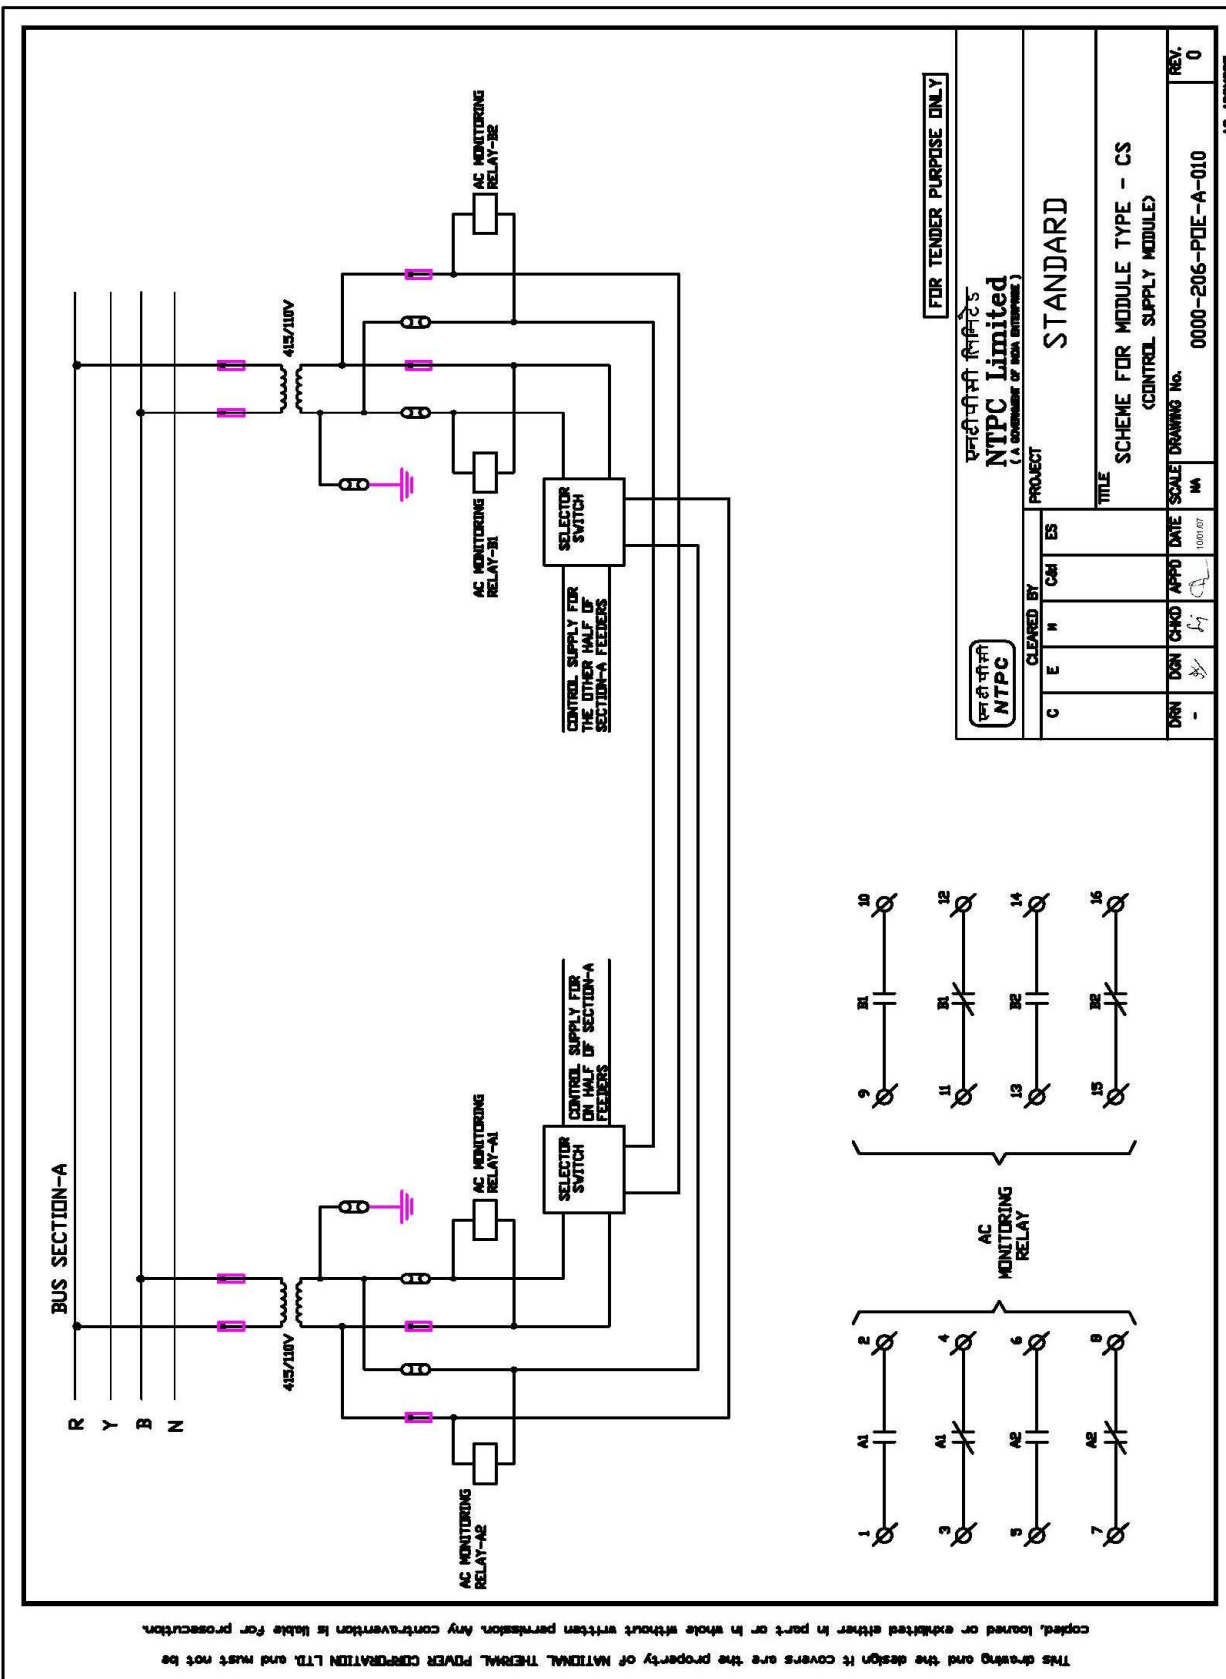 BUS SECTION-A
R
Y
B
N
415/110V
415/110V
AC MONITORING
RELAY-A2
AC MONITORING
RELAY-A1
AC MONITORING
RELAY-B1
AC MONITORING
RELAY-B2
SELECTOR
SWITCH
CONTROL SUPPLY FOR
ON HALF OF SECTION-A
FEEDERS
CONTROL SUPPLY FOR
THE OTHER HALF OF
SECTION-A FEEDERS
SELECTOR
SWITCH
1 A1 2
3 A1 4
5 A2 6
7 A2 8
AC
MONITORING
RELAY
9 B1 10
11 B1 12
13 B2 14
15 B2 16
FOR TENDER PURPOSE ONLY
एनटीपीसी
NTPC
एनटीपीसी लिमिटेड
NTPC Limited
( A GOVERNMENT OF INDIA ENTERPRISE )
CLEARED BY
C E M C&I ES
PROJECT
STANDARD
TITLE
SCHEME FOR MODULE TYPE - CS
(CONTROL SUPPLY MODULE)
DRN DGN CHKD APPD DATE SCALE DRAWING No. REV.
- 10/01/07 NA 0000-206-POE-A-010 0
This drawing and the design it covers are the property of NATIONAL THERMAL POWER CORPORATION LTD. and must not be
copied, loaned or exhibited either in part or in whole without written permission. Any contravention is liable for prosecution.